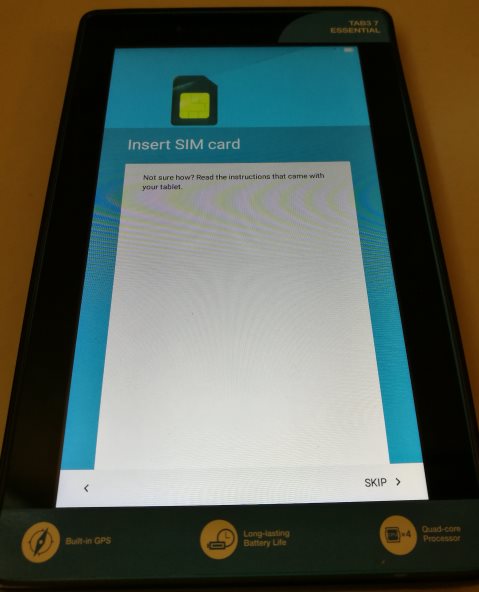 TAB3 7
ESSENTIAL
Insert SIM card
Not sure how? Read the instructions that came with
your tablet.
SKIP
Built-in GPS
Long-lasting
Battery Life
×4
Quad-core
Processor